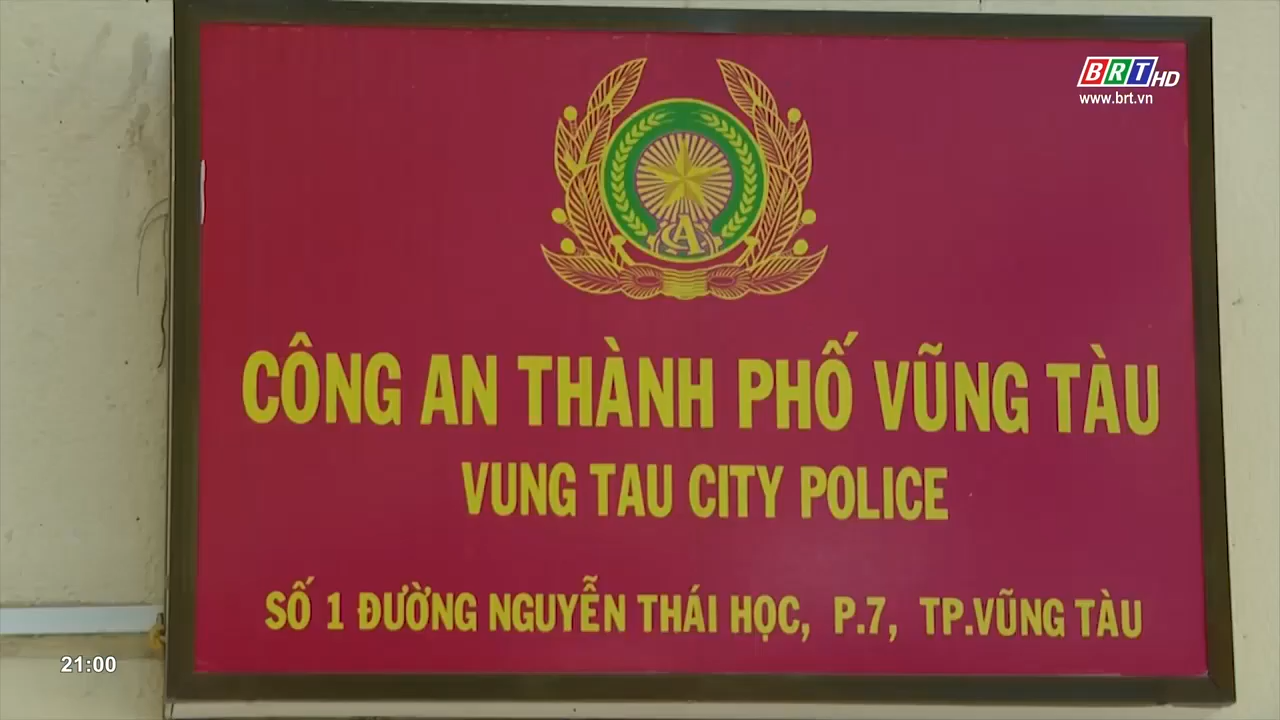 BRT HD
www.brt.vn
CA
CÔNG AN THÀNH PHỐ VŨNG TÀU
VUNG TAU CITY POLICE
SỐ 1 ĐƯỜNG NGUYỄN THÁI HỌC, P.7, TP.VŨNG TÀU
21:00